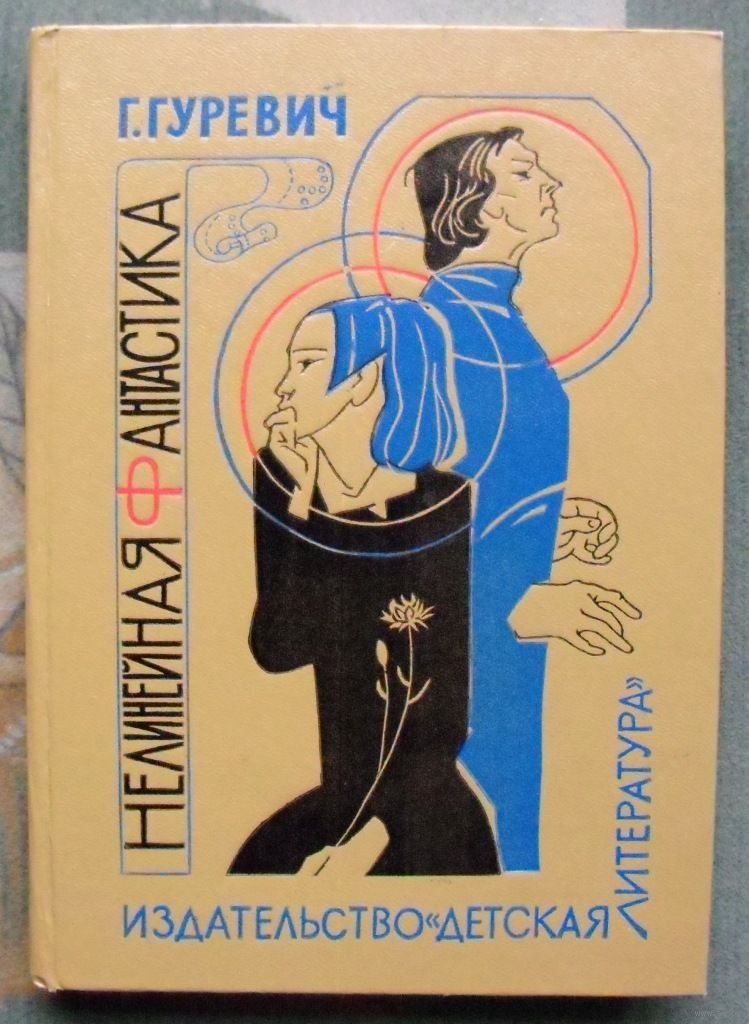 Г.ГУРЕВИЧ
НЕЛИНЕЙНАЯ ФАНТАСТИКА
ИЗДАТЕЛЬСТВО «ДЕТСКАЯ
ЛИТЕРАТУРА»